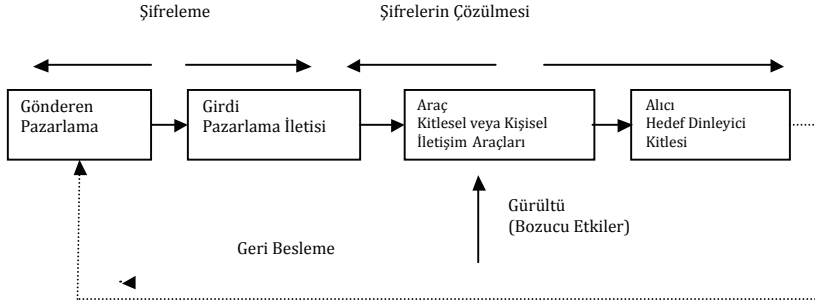 Şifreleme
Şifrelerin Çözülmesi
Gönderen
Pazarlama
Girdi
Pazarlama İletisi
Araç
Kitlesel veya Kişisel
İletişim Araçları
Alıcı
Hedef Dinleyici
Kitlesi
Gürültü
(Bozucu Etkiler)
Geri Besleme